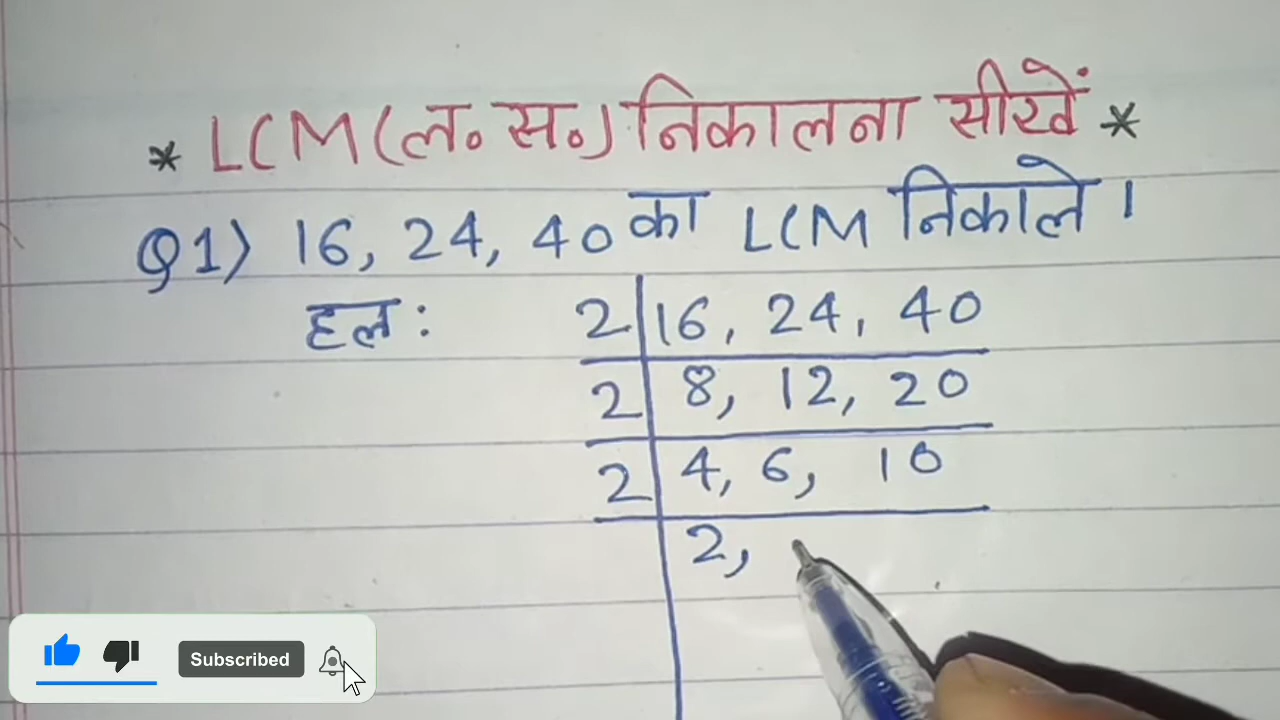 * LCM (ल॰ स॰) निकालना सीखें *
Q1) 16, 24, 40 का LCM निकाले ।
हल : 2 16, 24, 40
2 8, 12, 20
2 4, 6, 10
2,
Subscribed